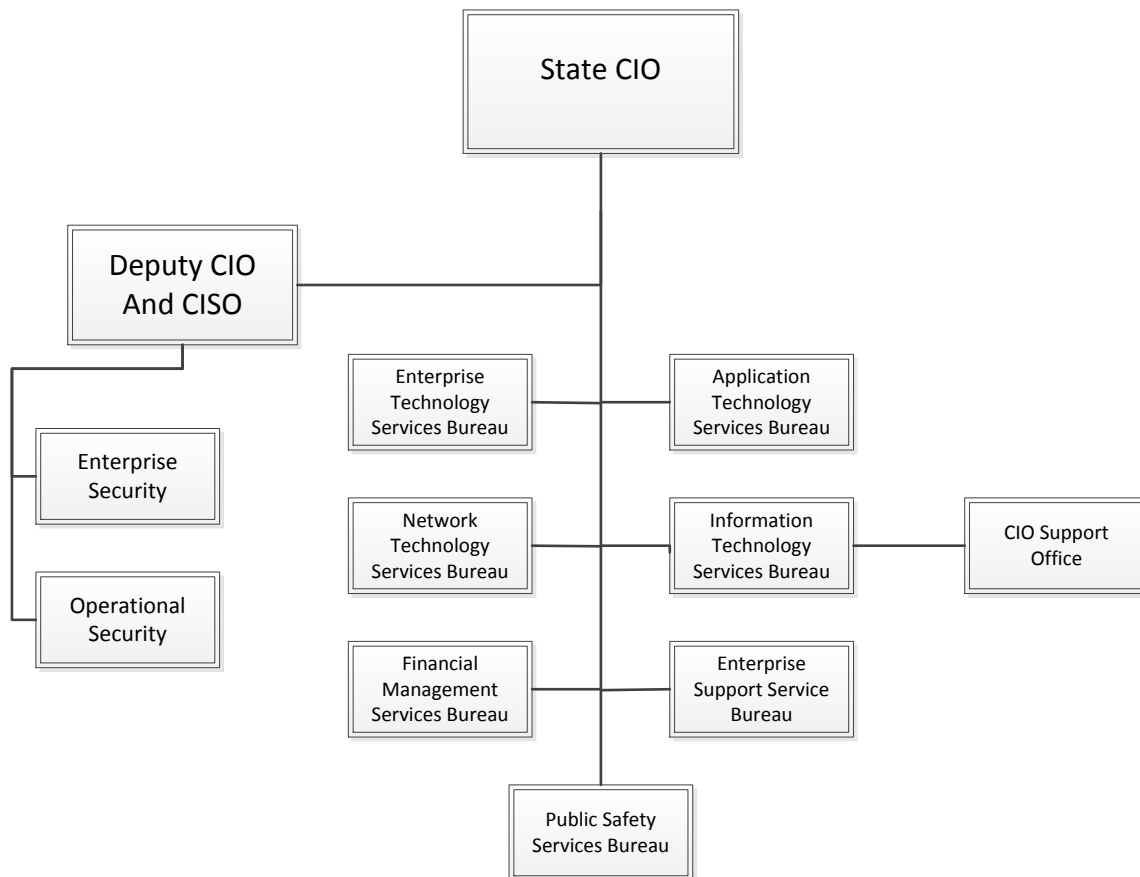 State CIO
Deputy CIO
And CISO
Enterprise
Technology
Services Bureau
Application
Technology
Services Bureau
Enterprise
Security
Network
Technology
Services Bureau
Information
Technology
Services Bureau
CIO Support
Office
Operational
Security
Financial
Management
Services Bureau
Enterprise
Support Service
Bureau
Public Safety
Services Bureau